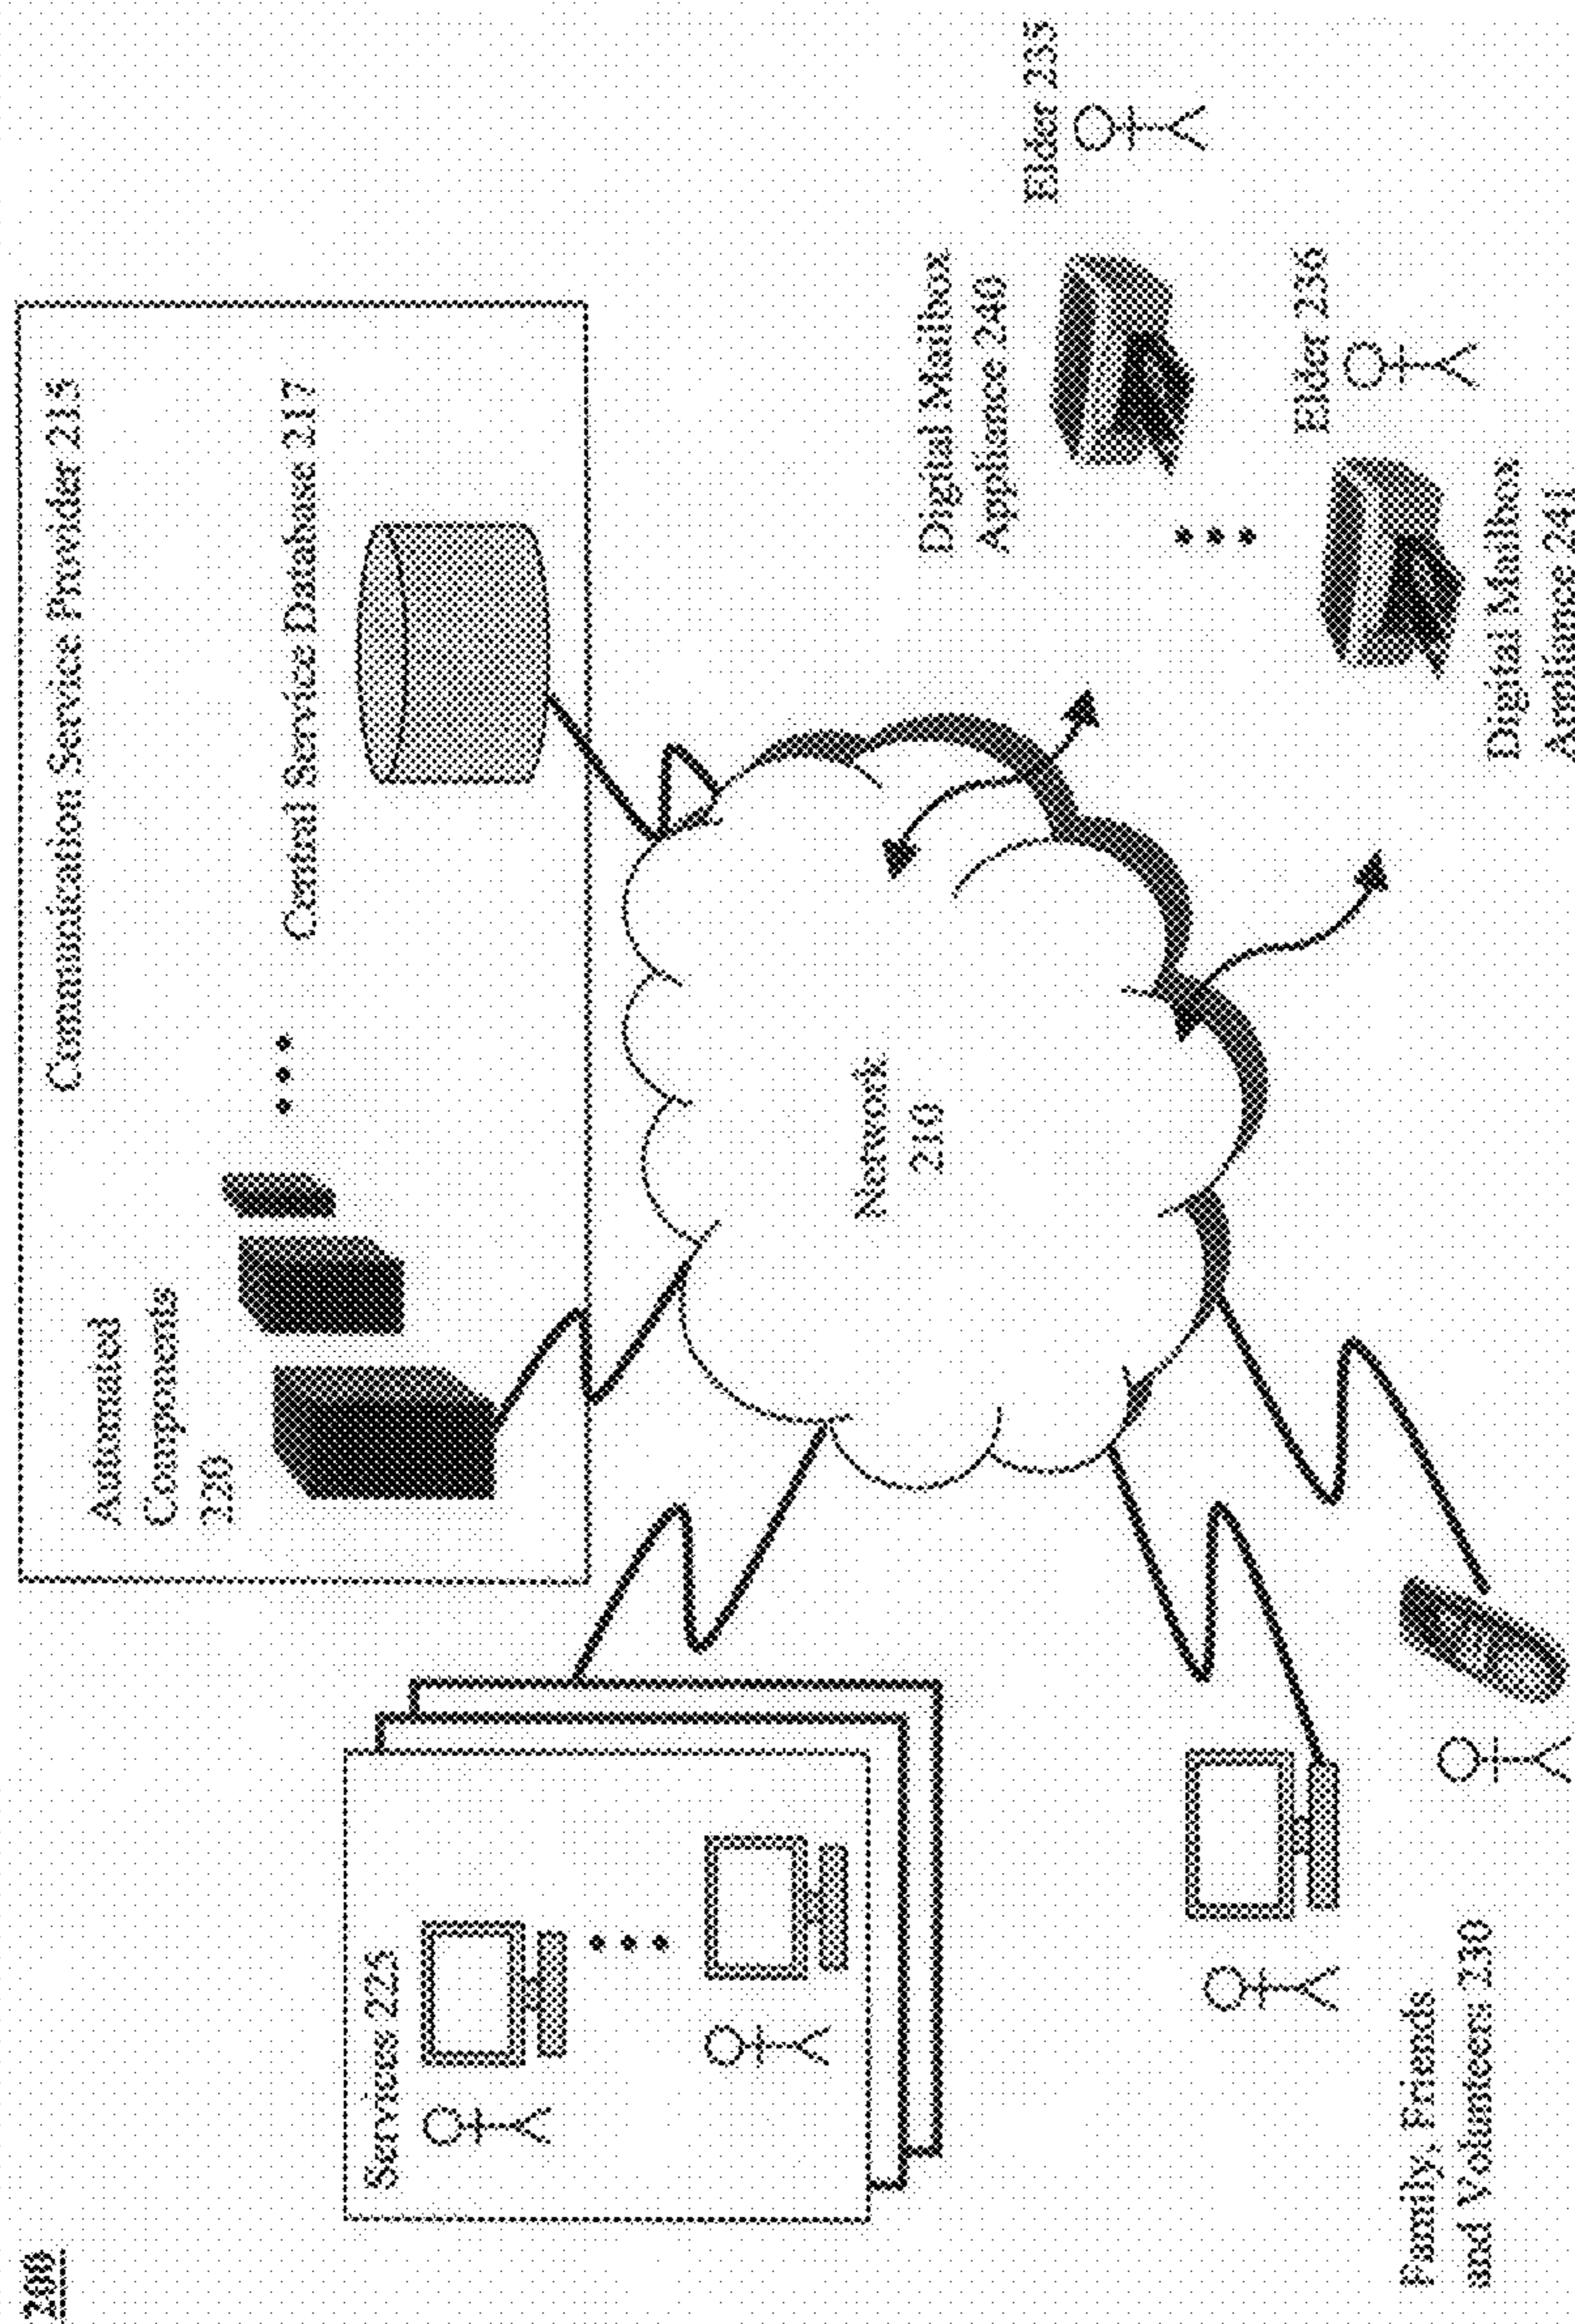 200
Communication Service Provider 215
Automated
Components
220
Central Service Database 217
Services 225
Network
210
Digital Mailbox
Appliance 240
Elder 235
Elder 236
Digital Mailbox
Appliance 241
Family, Friends
and Volunteers 230